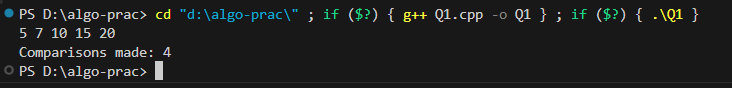 PS D:\algo-prac> cd "d:\algo-prac\" ; if ($?) { g++ Q1.cpp -o Q1 } ; if ($?) { .\Q1 }
5 7 10 15 20
Comparisons made: 4
PS D:\algo-prac>